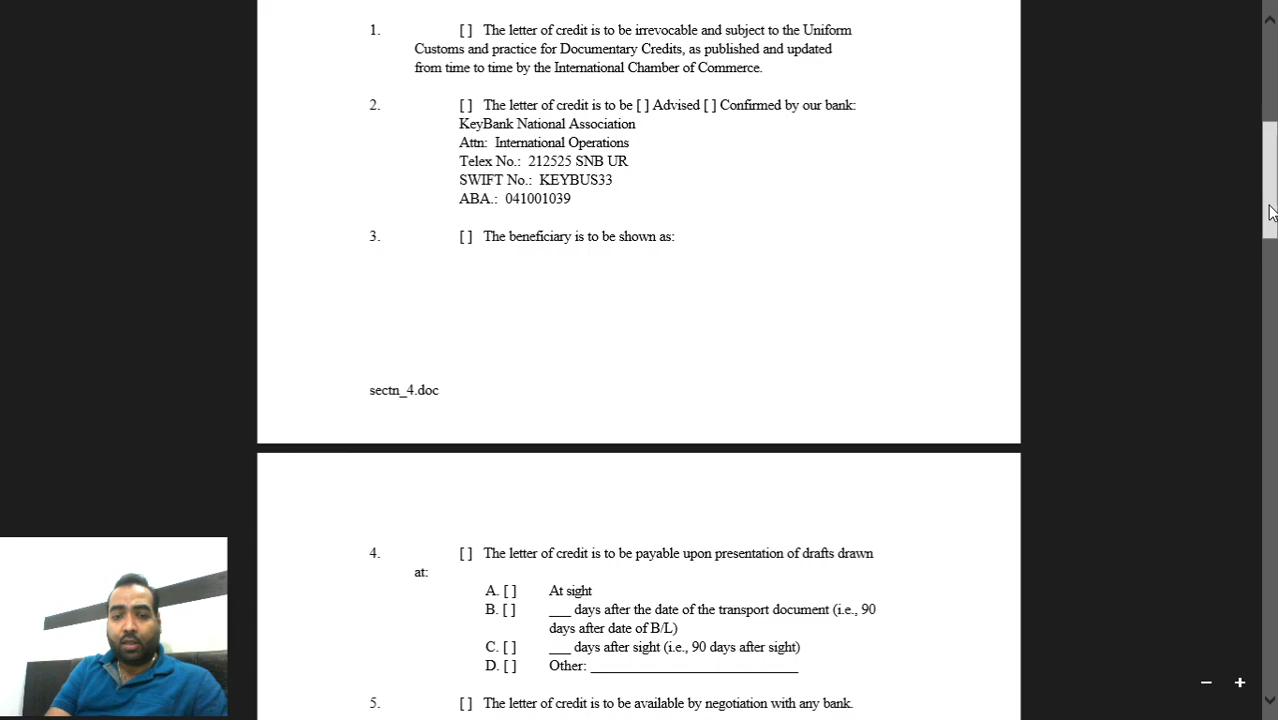 1. [ ] The letter of credit is to be irrevocable and subject to the Uniform
Customs and practice for Documentary Credits, as published and updated
from time to time by the International Chamber of Commerce.
2. [ ] The letter of credit is to be [ ] Advised [ ] Confirmed by our bank:
KeyBank National Association
Attn: International Operations
Telex No.: 212525 SNB UR
SWIFT No.: KEYBUS33
ABA.: 041001039
3. [ ] The beneficiary is to be shown as:
sectn_4.doc
4. [ ] The letter of credit is to be payable upon presentation of drafts drawn
at:
A. [ ] At sight
B. [ ] ___ days after the date of the transport document (i.e., 90
days after date of B/L)
C. [ ] ___ days after sight (i.e., 90 days after sight)
D. [ ] Other: ____________________________
5. [ ] The letter of credit is to be available by negotiation with any bank.